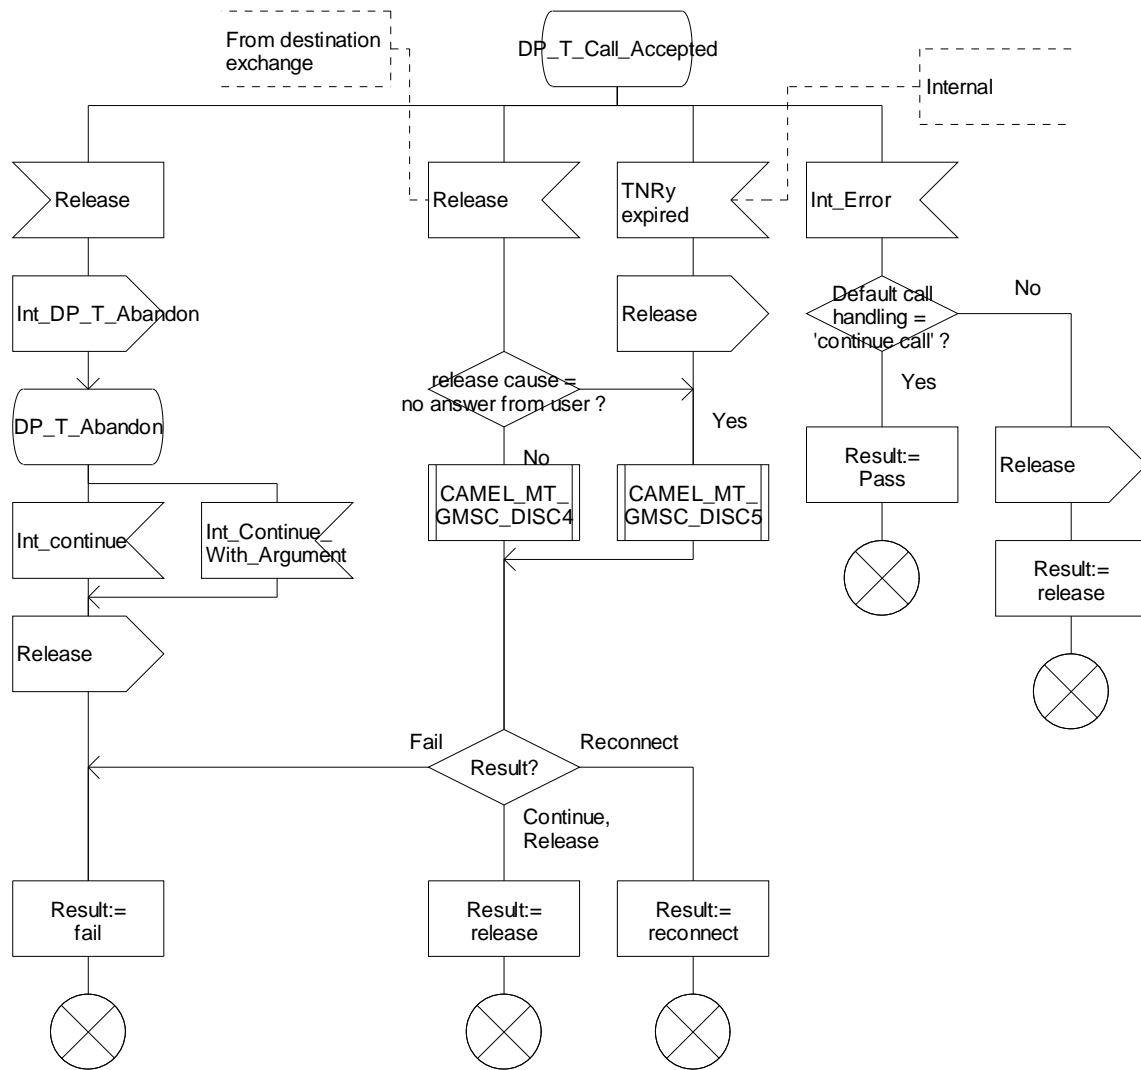 From destination
exchange
DP_T_Call_Accepted
Internal
Release
Release
TNRy
expired
Int_Error
Int_DP_T_Abandon
Release
Default call
handling =
'continue call' ?
No
Yes
release cause =
no answer from user ?
Yes
No
DP_T_Abandon
Result:=
Pass
Release
CAMEL_MT_
GMSC_DISC4
CAMEL_MT_
GMSC_DISC5
Int_continue
Int_Continue_
With_Argument
Result:=
release
Release
Fail
Reconnect
Result?
Continue,
Release
Result:=
fail
Result:=
release
Result:=
reconnect